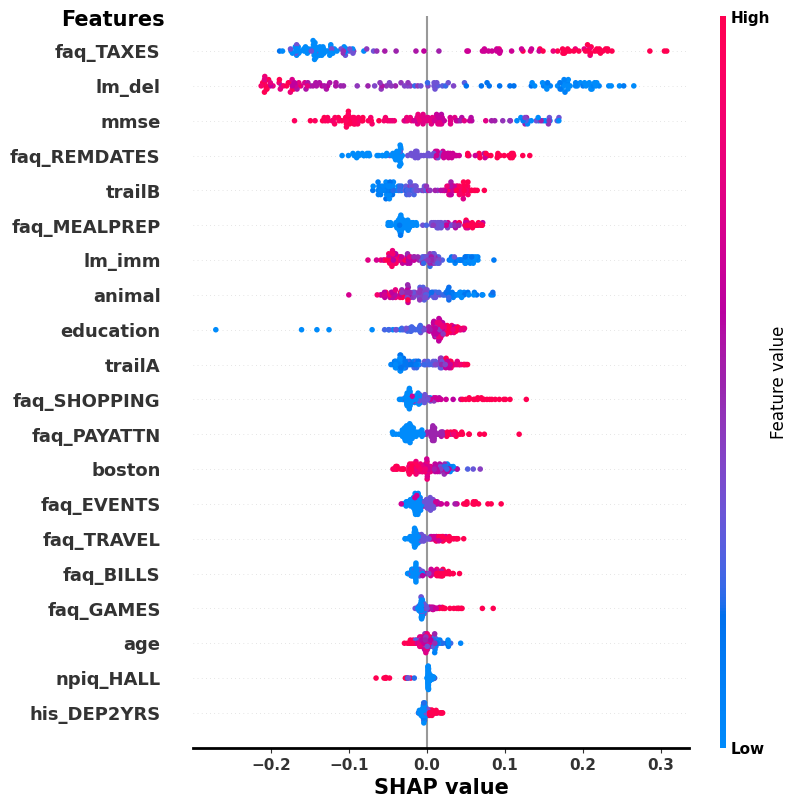 Features
High
faq_TAXES
lm_del
mmse
faq_REMDATES
trailB
faq_MEALPREP
lm_imm
animal
education
trailA
faq_SHOPPING
faq_PAYATTN
boston
faq_EVENTS
faq_TRAVEL
faq_BILLS
faq_GAMES
age
npiq_HALL
his_DEP2YRS
Feature value
Low
−0.2 −0.1 0.0 0.1 0.2 0.3
SHAP value